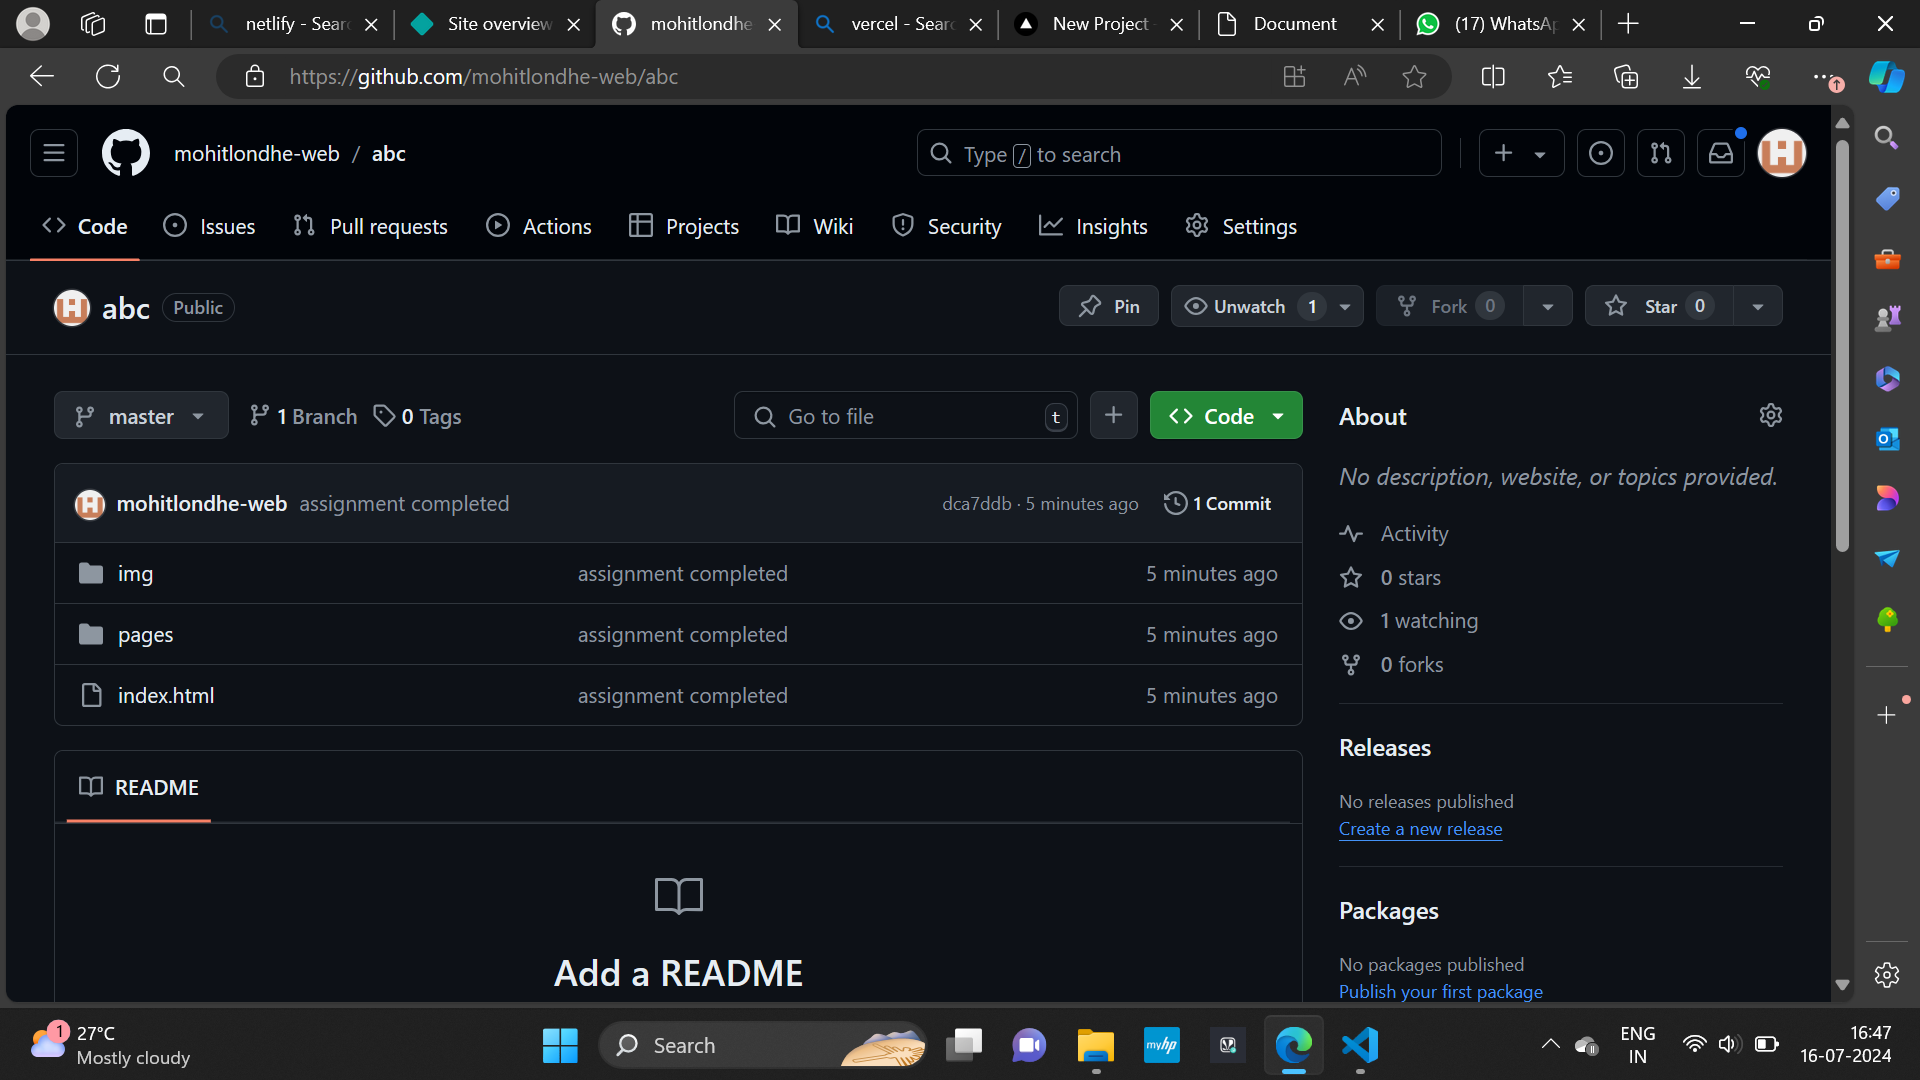 netlify - Sear
Site overview
mohitlondhe
vercel - Sear
New Project -
Document
(17) WhatsAp
https://github.com/mohitlondhe-web/abc
mohitlondhe-web / abc
Type / to search
Code
Issues
Pull requests
Actions
Projects
Wiki
Security
Insights
Settings
abc Public
Pin
Unwatch 1
Fork 0
Star 0
master
1 Branch
0 Tags
Go to file t
Code
mohitlondhe-web assignment completed dca7ddb · 5 minutes ago 1 Commit
img assignment completed 5 minutes ago
pages assignment completed 5 minutes ago
index.html assignment completed 5 minutes ago
README
Add a README
About
No description, website, or topics provided.
Activity
0 stars
1 watching
0 forks
Releases
No releases published
Create a new release
Packages
No packages published
Publish your first package
1
27°C
Mostly cloudy
Search
myhp
ENG
IN
16:47
16-07-2024